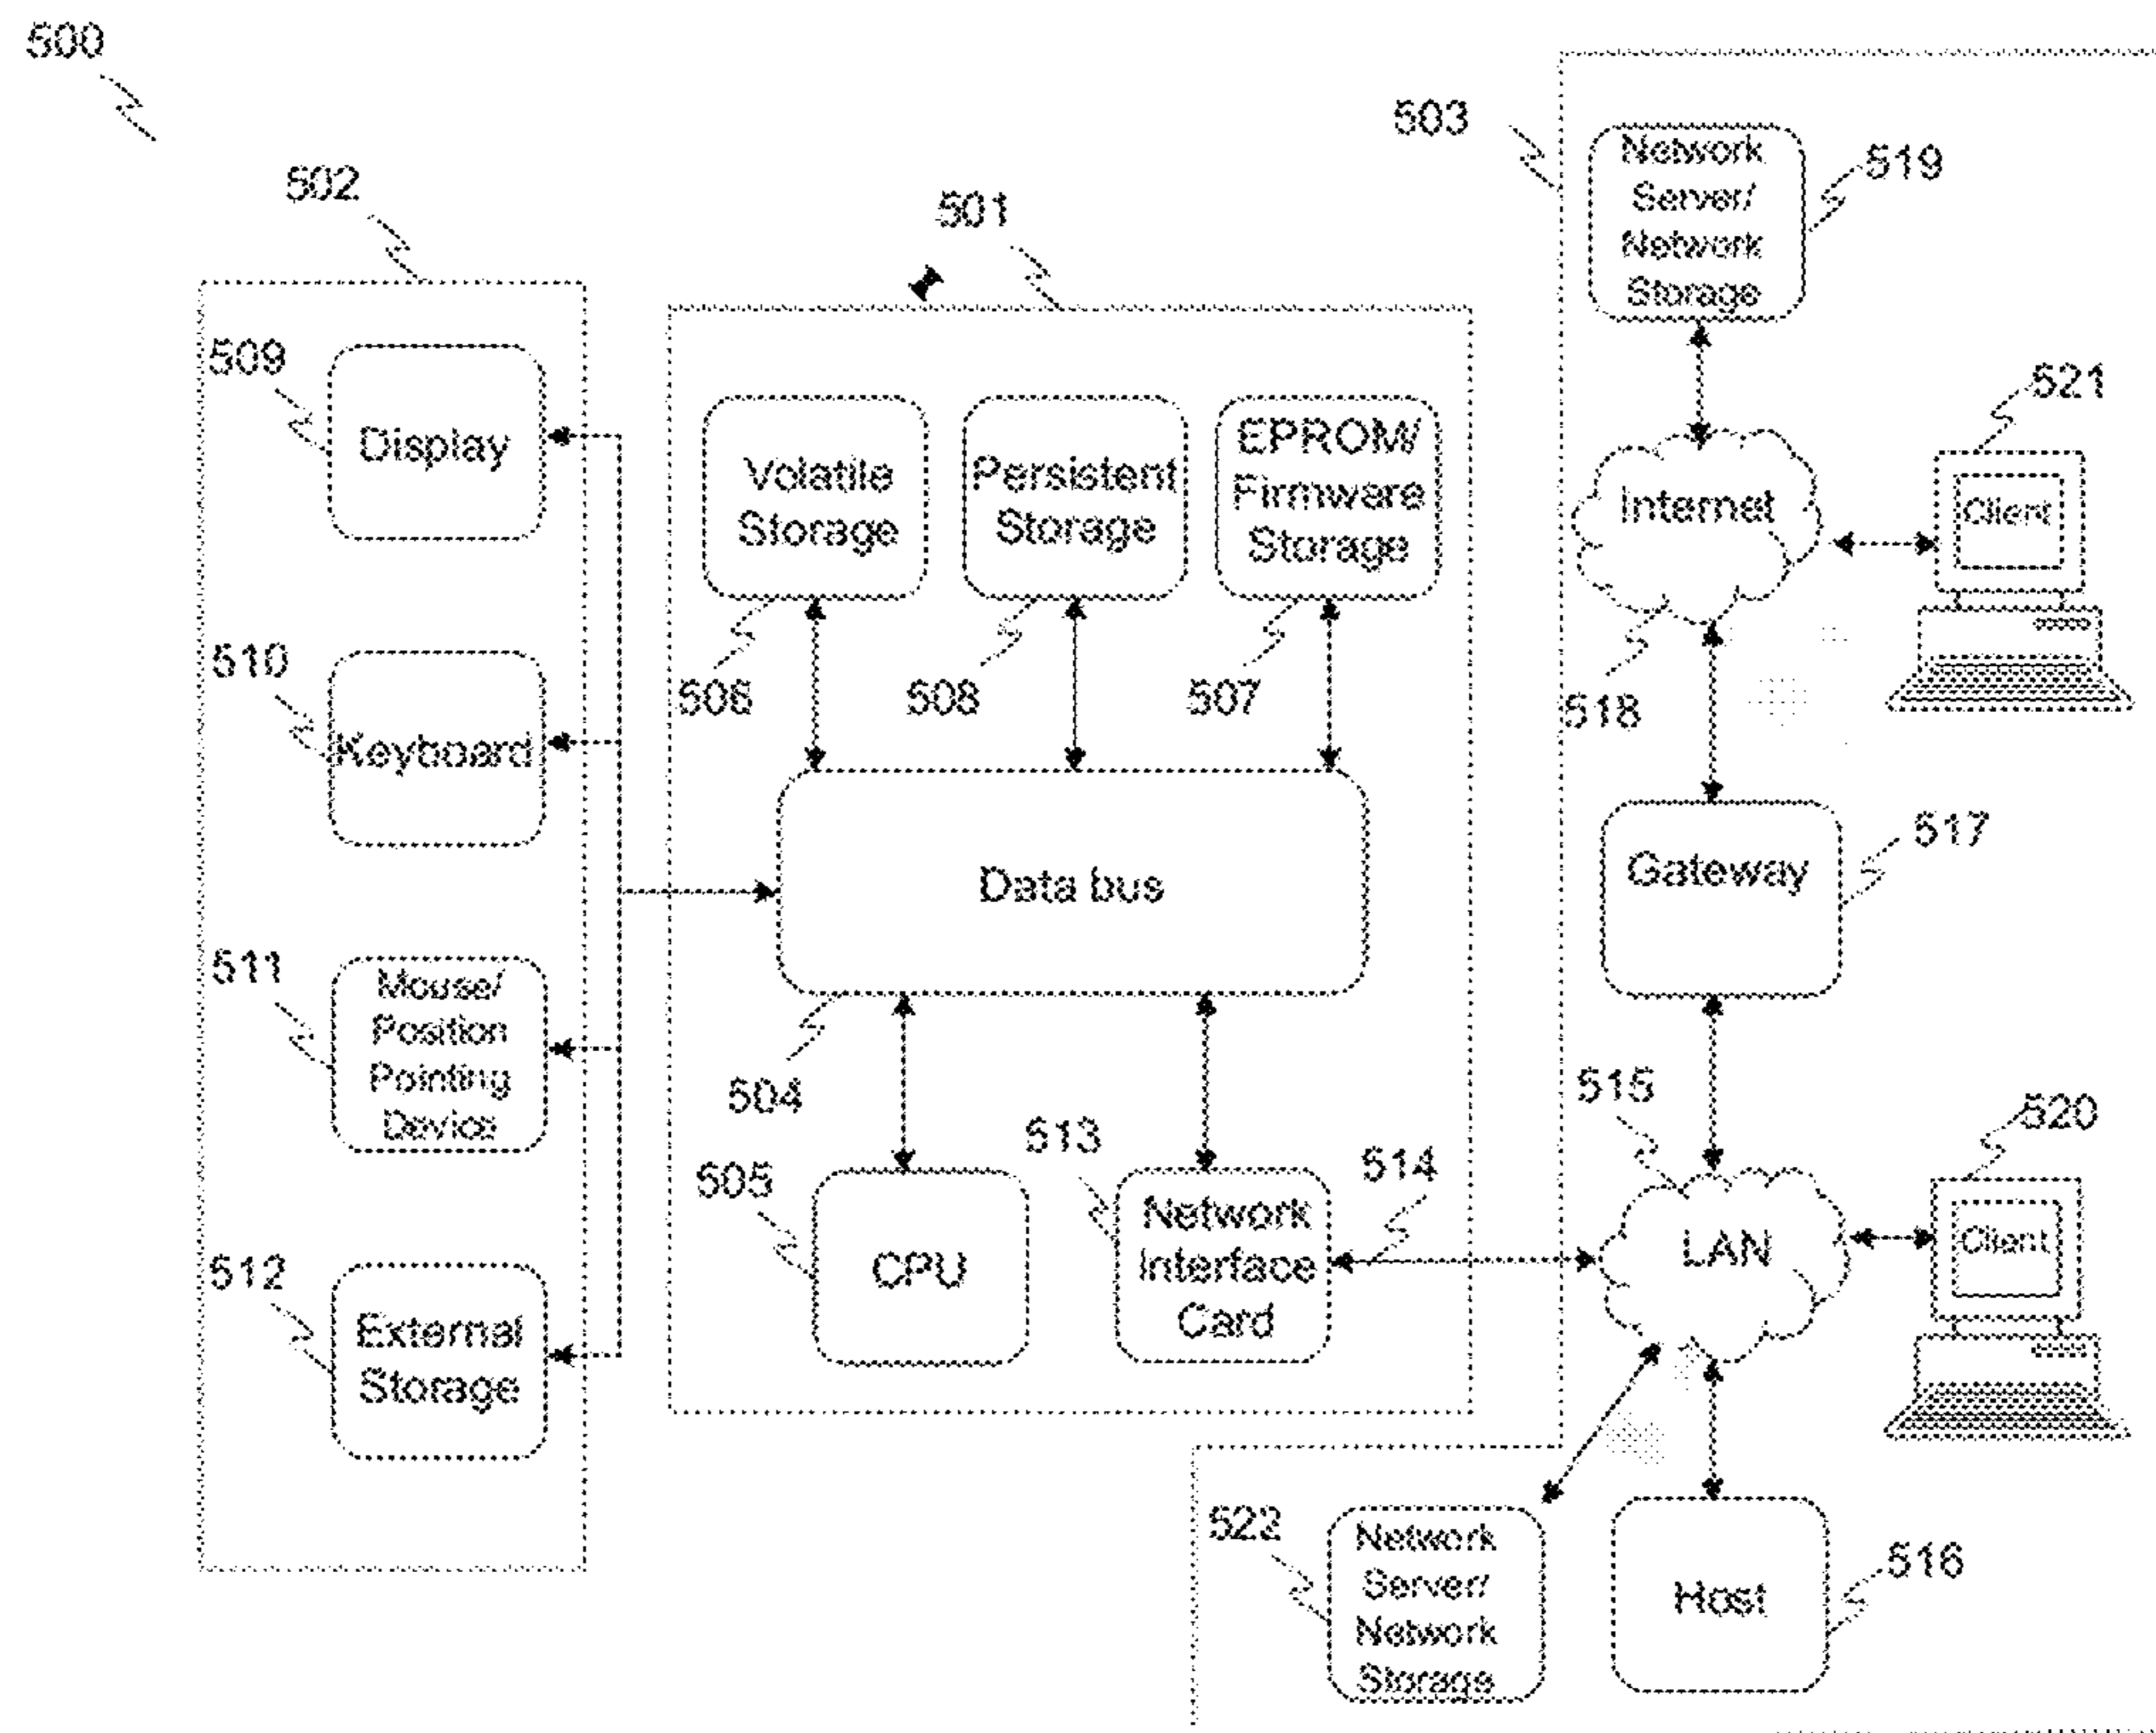 500
502
501
503
Network
Server/
Network
Storage
519
509
Display
Volatile
Storage
Persistent
Storage
EPROM/
Firmware
Storage
Internet
521
Client
510
Keyboard
506
508
507
518
Data bus
Gateway
517
511
Mouse/
Position
Pointing
Device
504
513
514
515
520
505
CPU
Network
Interface
Card
LAN
Client
512
External
Storage
522
Network
Server/
Network
Storage
Host
516